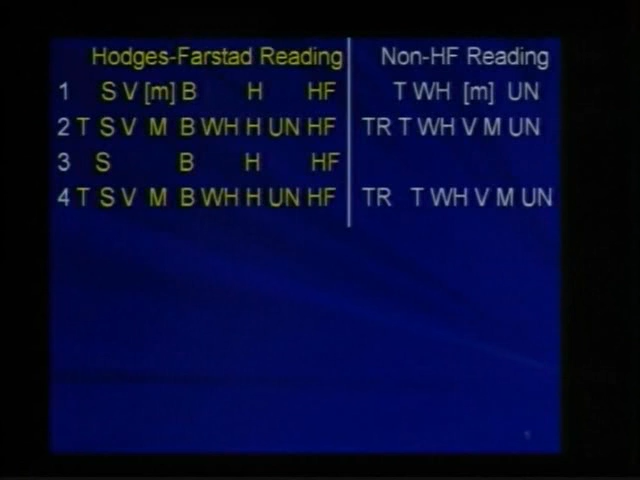 Hodges-Farstad Reading Non-HF Reading
1 S V [m] B H HF T WH [m] UN
2 T S V M B WH H UN HF TR T WH V M UN
3 S B H HF
4 T S V M B WH H UN HF TR T WH V M UN